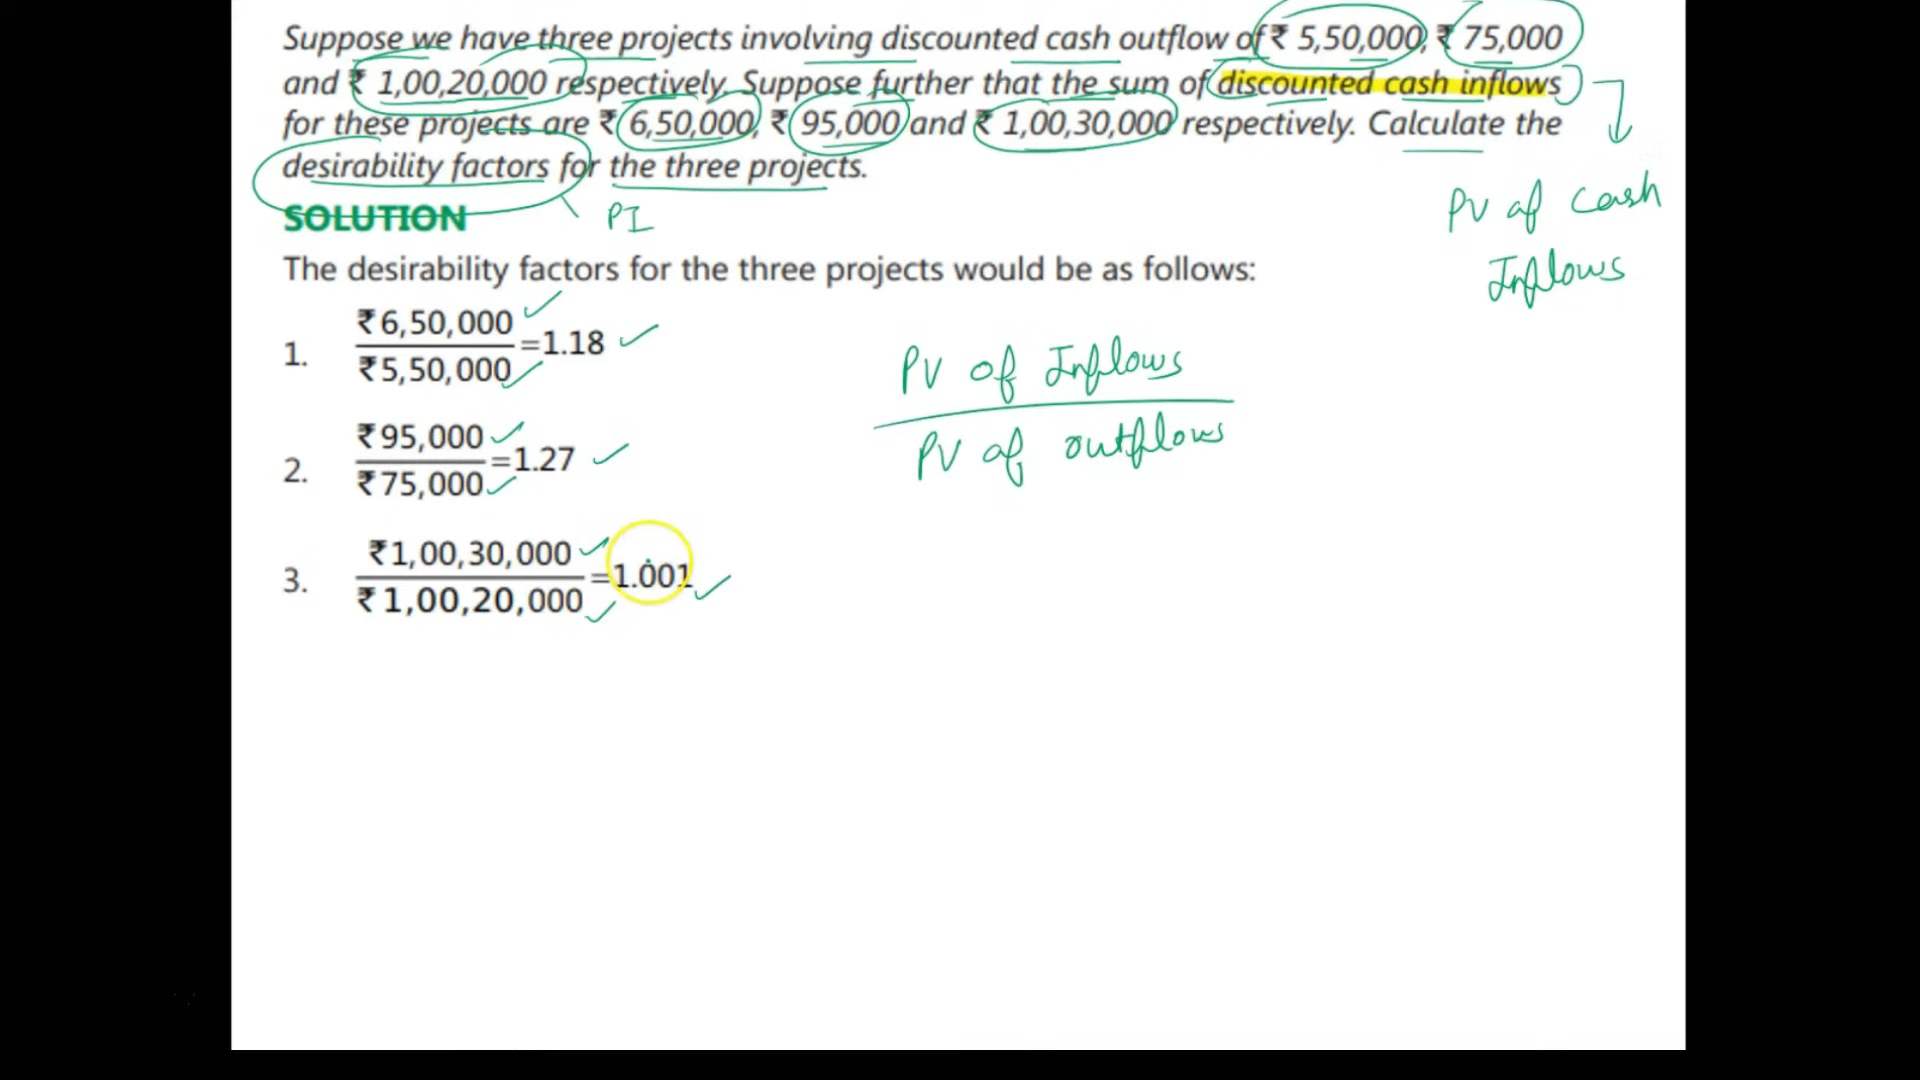 Suppose we have three projects involving discounted cash outflow of ₹ 5,50,000, ₹ 75,000
and ₹ 1,00,20,000 respectively. Suppose further that the sum of discounted cash inflows
for these projects are ₹ 6,50,000, ₹ 95,000 and ₹ 1,00,30,000 respectively. Calculate the
desirability factors for the three projects.
PV of cash
Inflows
SOLUTION
PI
The desirability factors for the three projects would be as follows:
1. ₹6,50,000
₹5,50,000
=1.18
PV of Inflows
PV of outflows
2. ₹95,000
₹75,000
=1.27
3. ₹1,00,30,000
₹1,00,20,000
=1.001